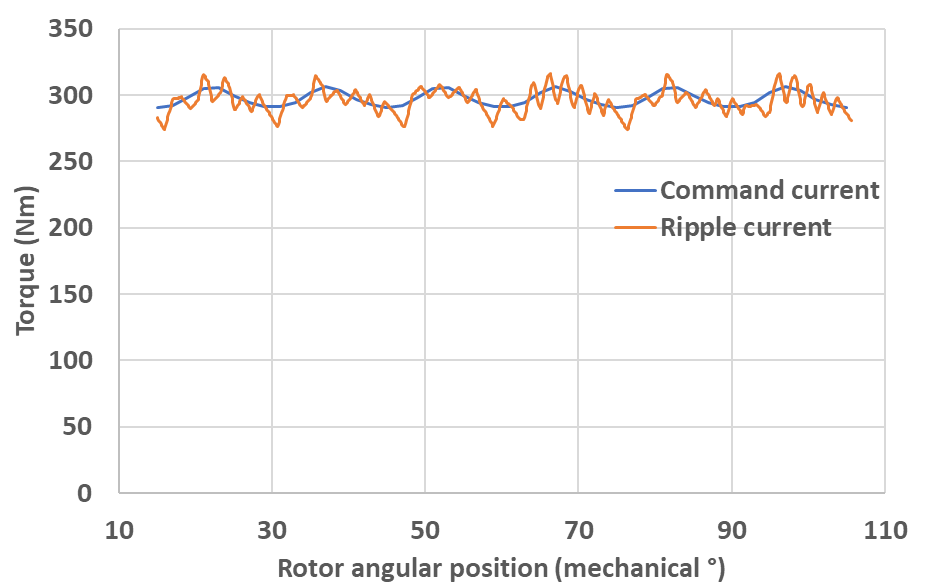 350
300
250
200
150
100
50
0
Torque (Nm)
Command current
Ripple current
10 30 50 70 90 110
Rotor angular position (mechanical °)